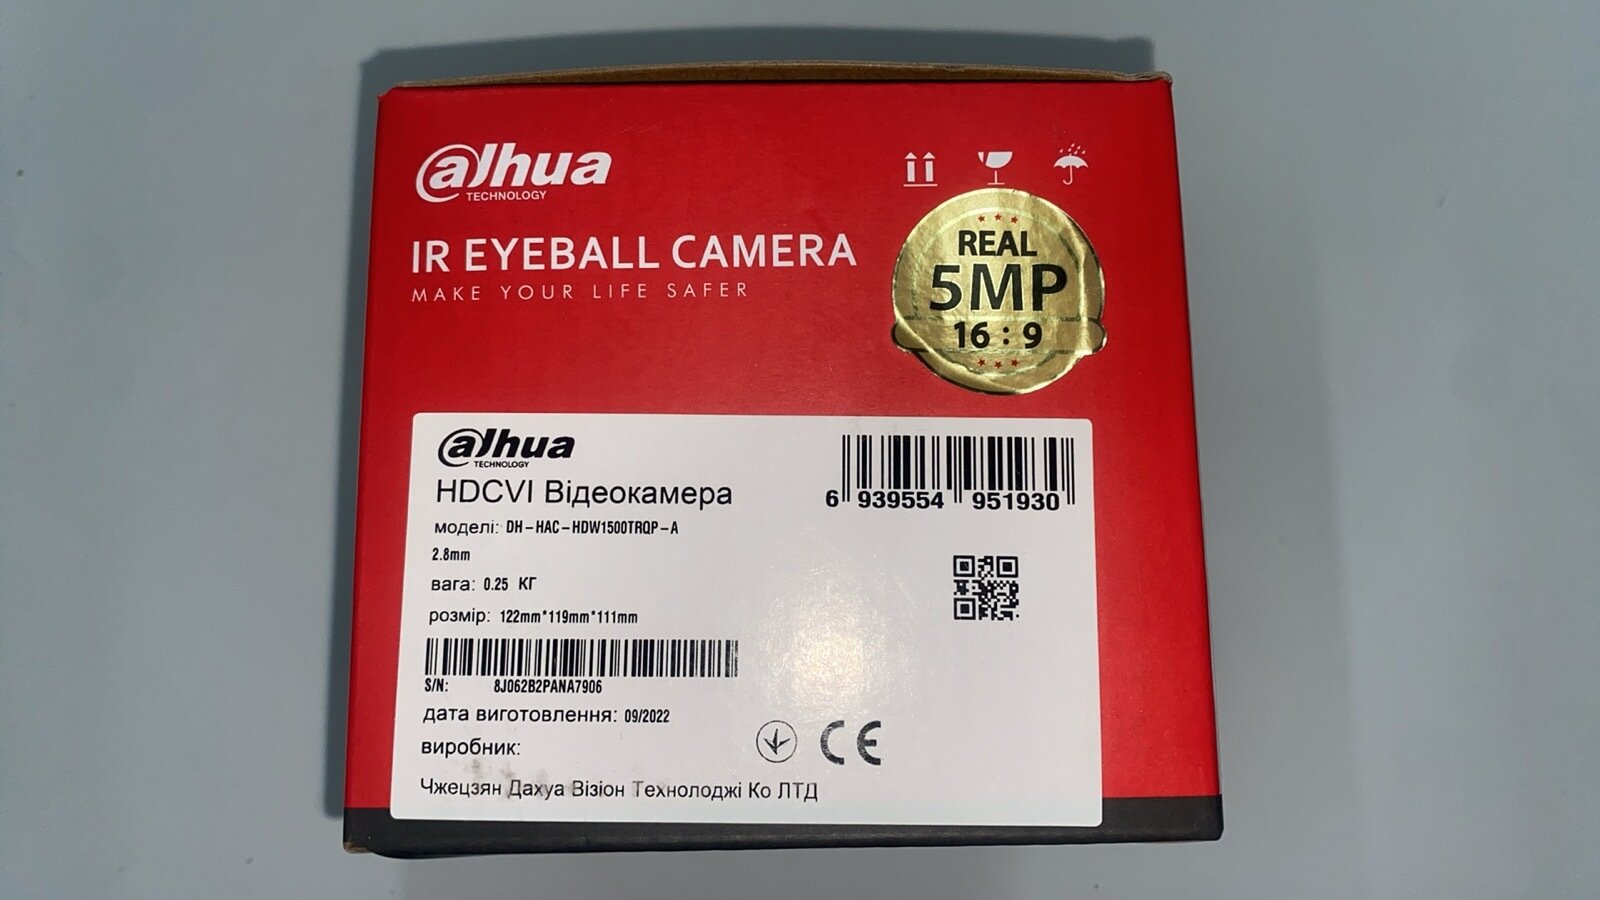 alhua
TECHNOLOGY
IR EYEBALL CAMERA
MAKE YOUR LIFE SAFER
REAL
5MP
16 : 9
alhua
TECHNOLOGY
HDCVI Відеокамера
моделі: DH-HAC-HDW1500TRQP-A
2.8mm
вага: 0.25 КГ
розмір: 122mm*119mm*111mm
S/N: 8J062B2PANA7906
дата виготовлення: 09/2022
виробник:
Чжецзян Дахуа Візіон Технолоджі Ко ЛТД
6 939554 951930
CE